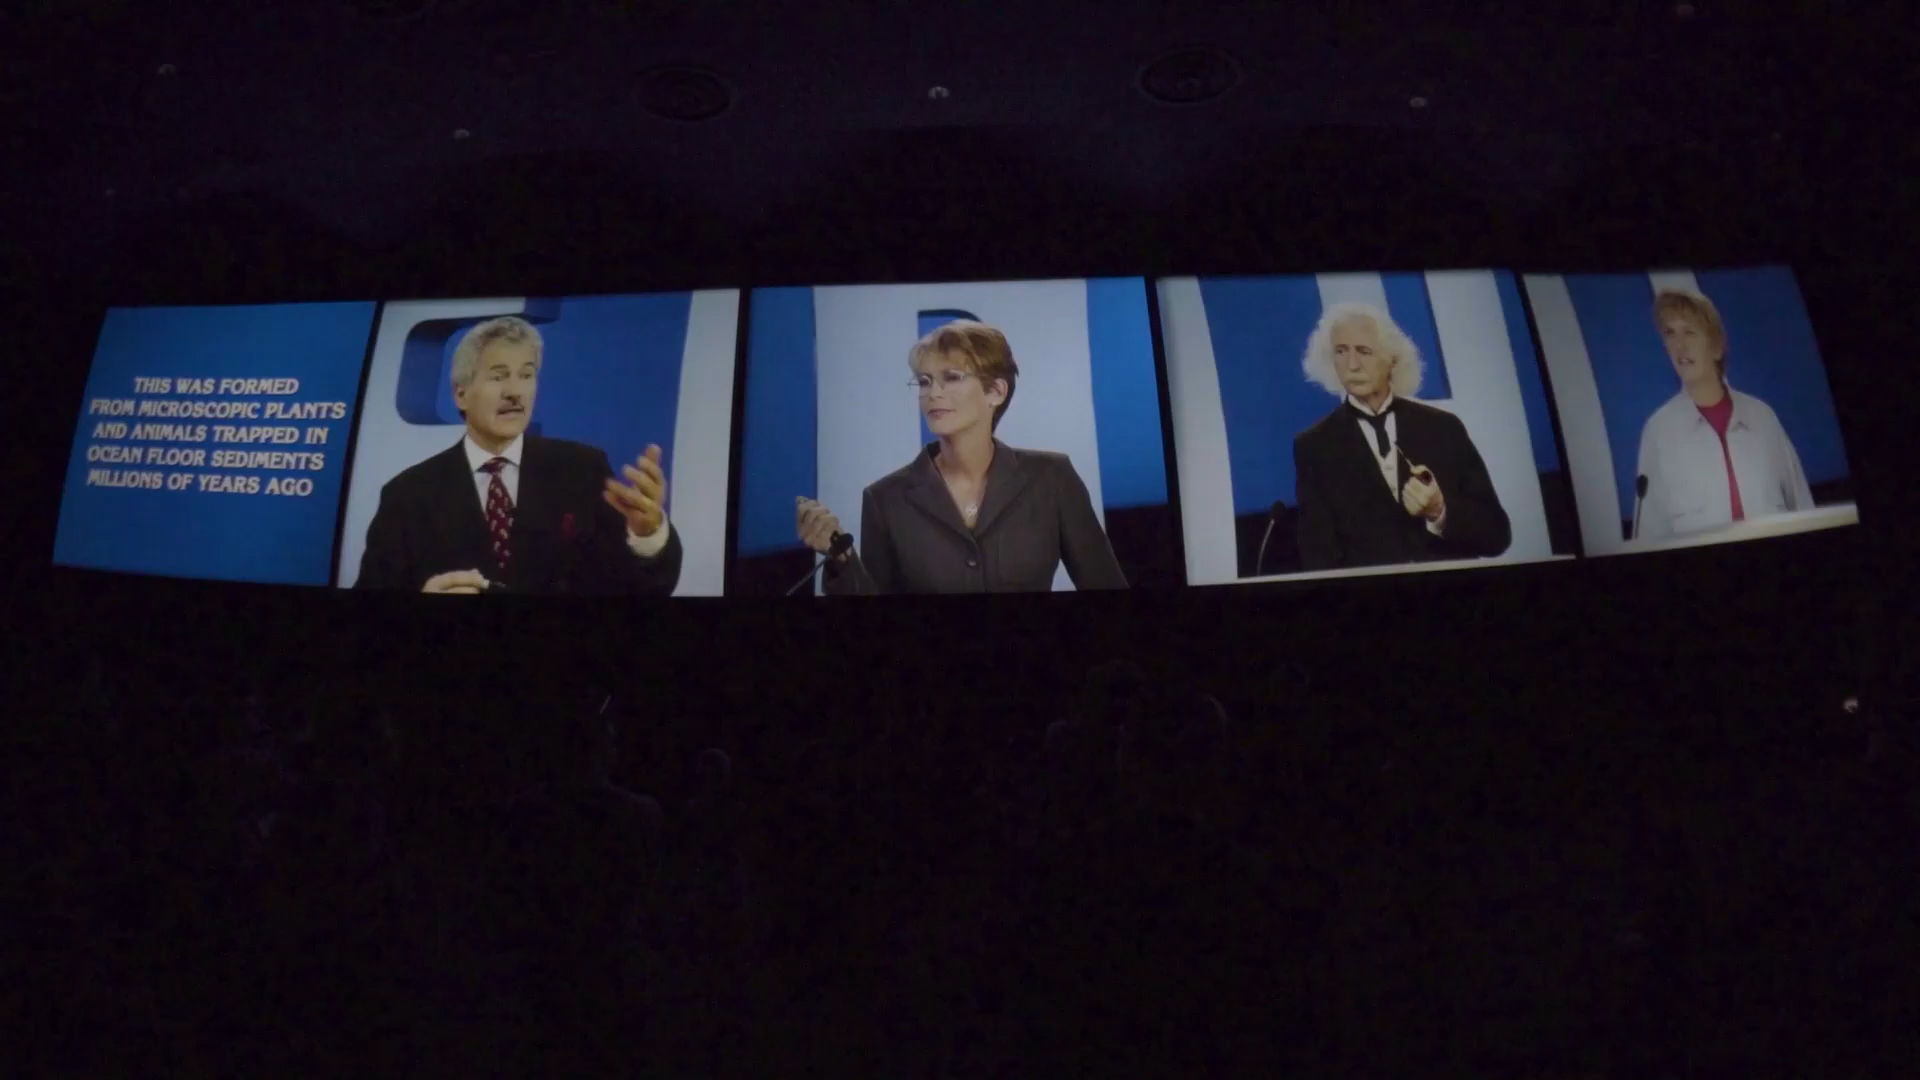 THIS WAS FORMED
FROM MICROSCOPIC PLANTS
AND ANIMALS TRAPPED IN
OCEAN FLOOR SEDIMENTS
MILLIONS OF YEARS AGO